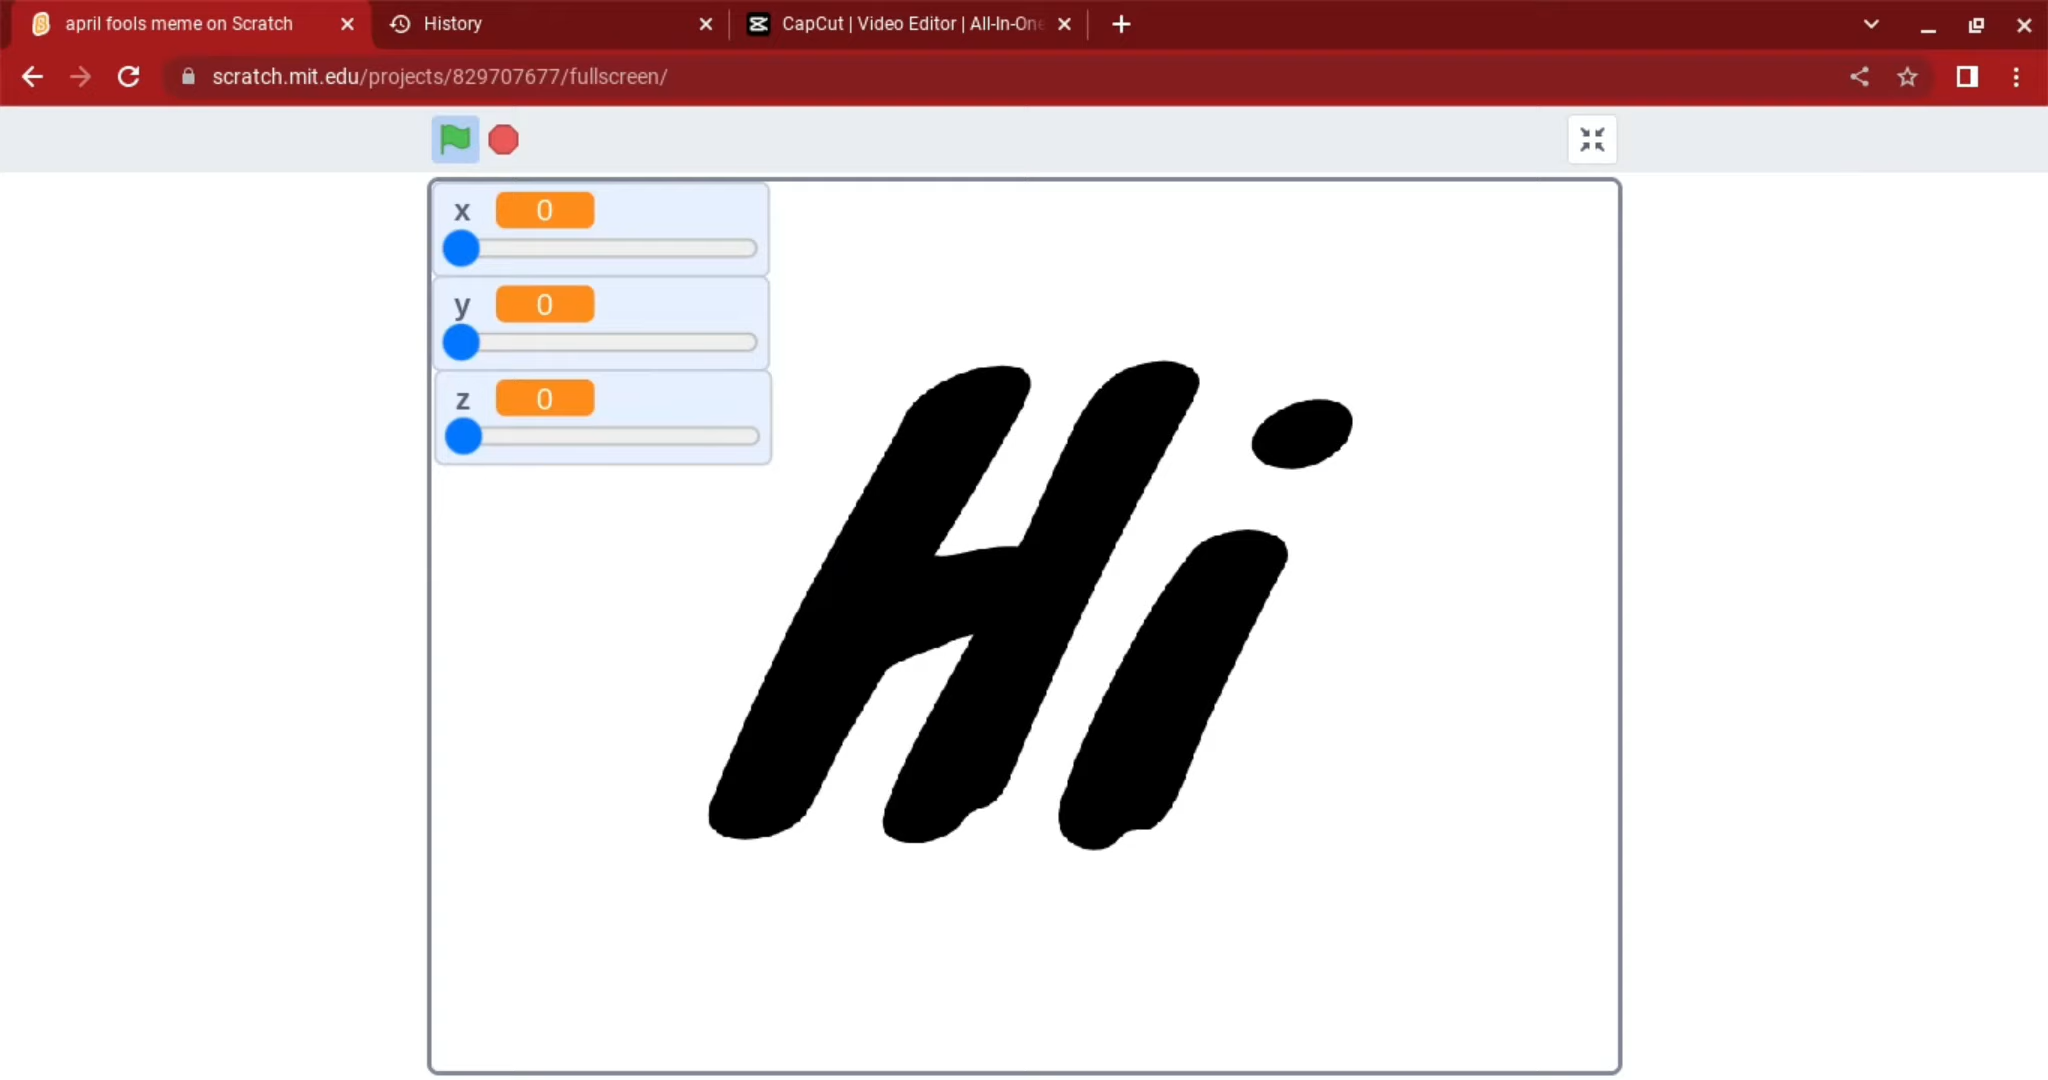 april fools meme on Scratch
History
CapCut | Video Editor | All-In-One
scratch.mit.edu/projects/829707677/fullscreen/
x 0
y 0
z 0
Hi